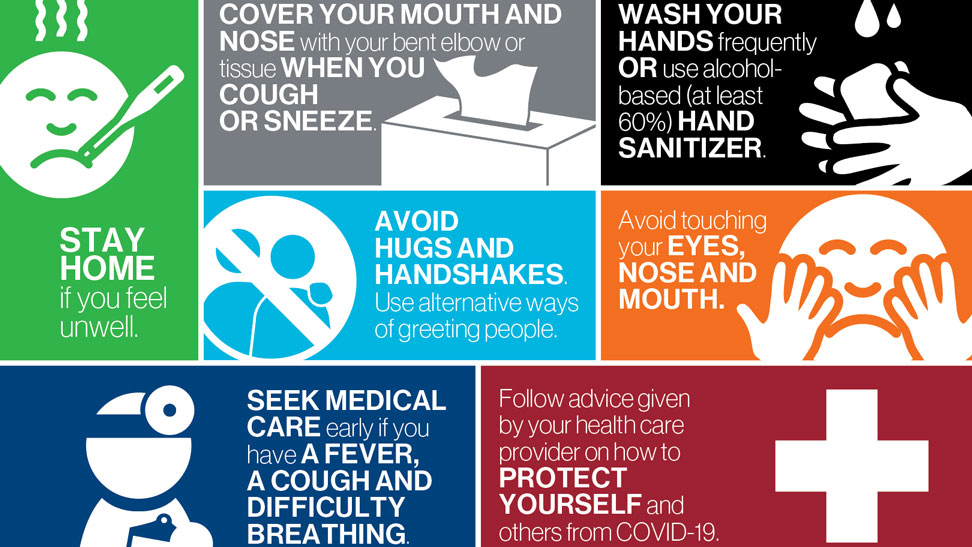 COVER YOUR MOUTH AND
NOSE with your bent elbow or
tissue WHEN YOU
COUGH
OR SNEEZE.
WASH YOUR
HANDS frequently
OR use alcohol-
based (at least
60%) HAND
SANITIZER.
STAY
HOME
if you feel
unwell.
AVOID
HUGS AND
HANDSHAKES.
Use alternative ways
of greeting people.
Avoid touching
your EYES,
NOSE AND
MOUTH.
SEEK MEDICAL
CARE early if you
have A FEVER,
A COUGH AND
DIFFICULTY
BREATHING.
Follow advice given
by your health care
provider on how to
PROTECT
YOURSELF and
others from COVID-19.